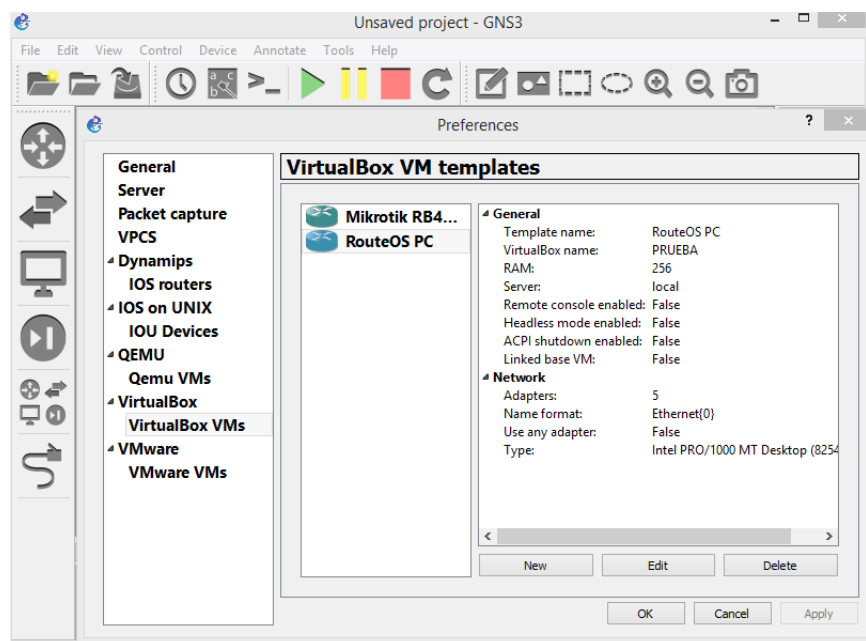 Unsaved project - GNS3
File Edit View Control Device Annotate Tools Help
Preferences
General
Server
Packet capture
VPCS
Dynamips
IOS routers
IOS on UNIX
IOU Devices
QEMU
Qemu VMs
VirtualBox
VirtualBox VMs
VMware
VMware VMs
VirtualBox VM templates
Mikrotik RB4...
RouteOS PC
General
Template name: RouteOS PC
VirtualBox name: PRUEBA
RAM: 256
Server: local
Remote console enabled: False
Headless mode enabled: False
ACPI shutdown enabled: False
Linked base VM: False
Network
Adapters: 5
Name format: Ethernet{0}
Use any adapter: False
Type: Intel PRO/1000 MT Desktop (8254
New Edit Delete
OK Cancel Apply